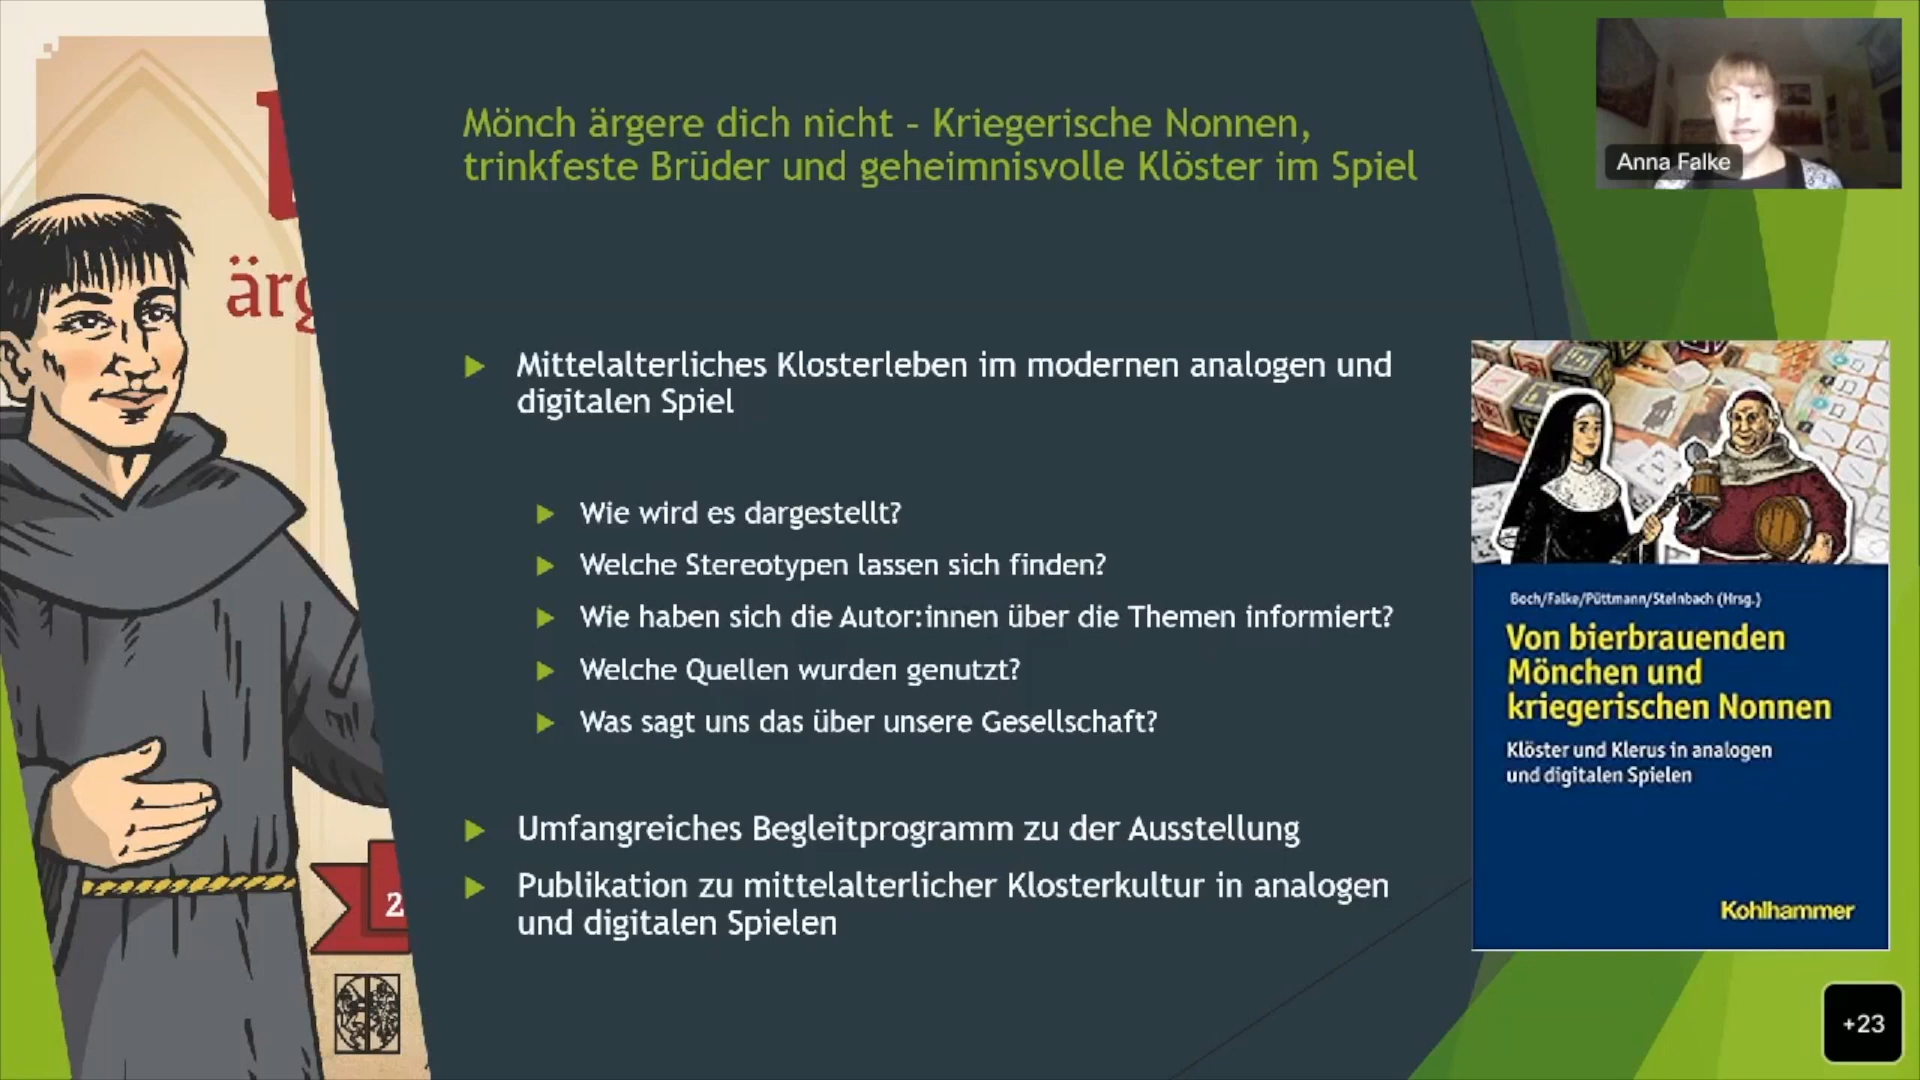 Mönch ärgere dich nicht – Kriegerische Nonnen,
trinkfeste Brüder und geheimnisvolle Klöster im Spiel
Anna Falke
Mittelalterliches Klosterleben im modernen analogen und
digitalen Spiel
Wie wird es dargestellt?
Welche Stereotypen lassen sich finden?
Wie haben sich die Autor:innen über die Themen informiert?
Welche Quellen wurden genutzt?
Was sagt uns das über unsere Gesellschaft?
Umfangreiches Begleitprogramm zu der Ausstellung
Publikation zu mittelalterlicher Klosterkultur in analogen
und digitalen Spielen
Boch/Falke/Püttmann/Steinbach (Hrsg.)
Von bierbrauenden
Mönchen und
kriegerischen Nonnen
Klöster und Klerus in analogen
und digitalen Spielen
Kohlhammer
+23